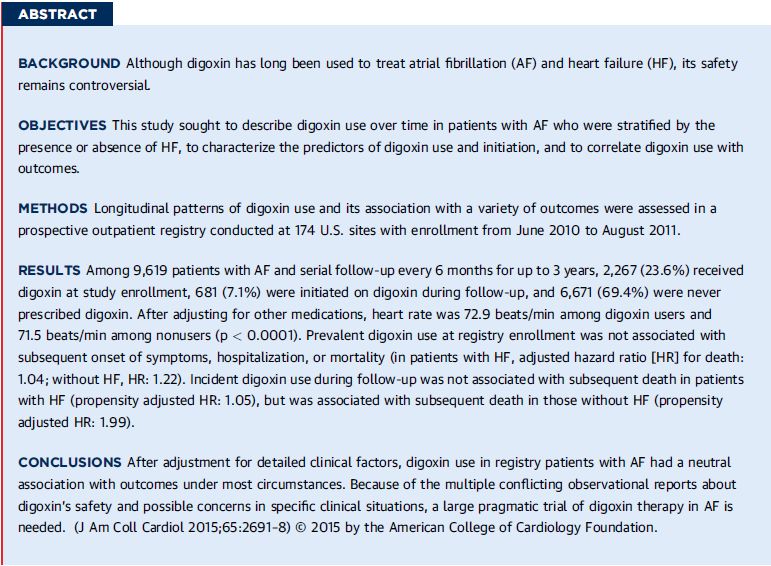 ABSTRACT
BACKGROUND Although digoxin has long been used to treat atrial fibrillation (AF) and heart failure (HF), its safety
remains controversial.
OBJECTIVES This study sought to describe digoxin use over time in patients with AF who were stratified by the
presence or absence of HF, to characterize the predictors of digoxin use and initiation, and to correlate digoxin use with
outcomes.
METHODS Longitudinal patterns of digoxin use and its association with a variety of outcomes were assessed in a
prospective outpatient registry conducted at 174 U.S. sites with enrollment from June 2010 to August 2011.
RESULTS Among 9,619 patients with AF and serial follow-up every 6 months for up to 3 years, 2,267 (23.6%) received
digoxin at study enrollment, 681 (7.1%) were initiated on digoxin during follow-up, and 6,671 (69.4%) were never
prescribed digoxin. After adjusting for other medications, heart rate was 72.9 beats/min among digoxin users and
71.5 beats/min among nonusers (p < 0.0001). Prevalent digoxin use at registry enrollment was not associated with
subsequent onset of symptoms, hospitalization, or mortality (in patients with HF, adjusted hazard ratio [HR] for death:
1.04; without HF, HR: 1.22). Incident digoxin use during follow-up was not associated with subsequent death in patients
with HF (propensity adjusted HR: 1.05), but was associated with subsequent death in those without HF (propensity
adjusted HR: 1.99).
CONCLUSIONS After adjustment for detailed clinical factors, digoxin use in registry patients with AF had a neutral
association with outcomes under most circumstances. Because of the multiple conflicting observational reports about
digoxin's safety and possible concerns in specific clinical situations, a large pragmatic trial of digoxin therapy in AF is
needed. (J Am Coll Cardiol 2015;65:2691–8) © 2015 by the American College of Cardiology Foundation.